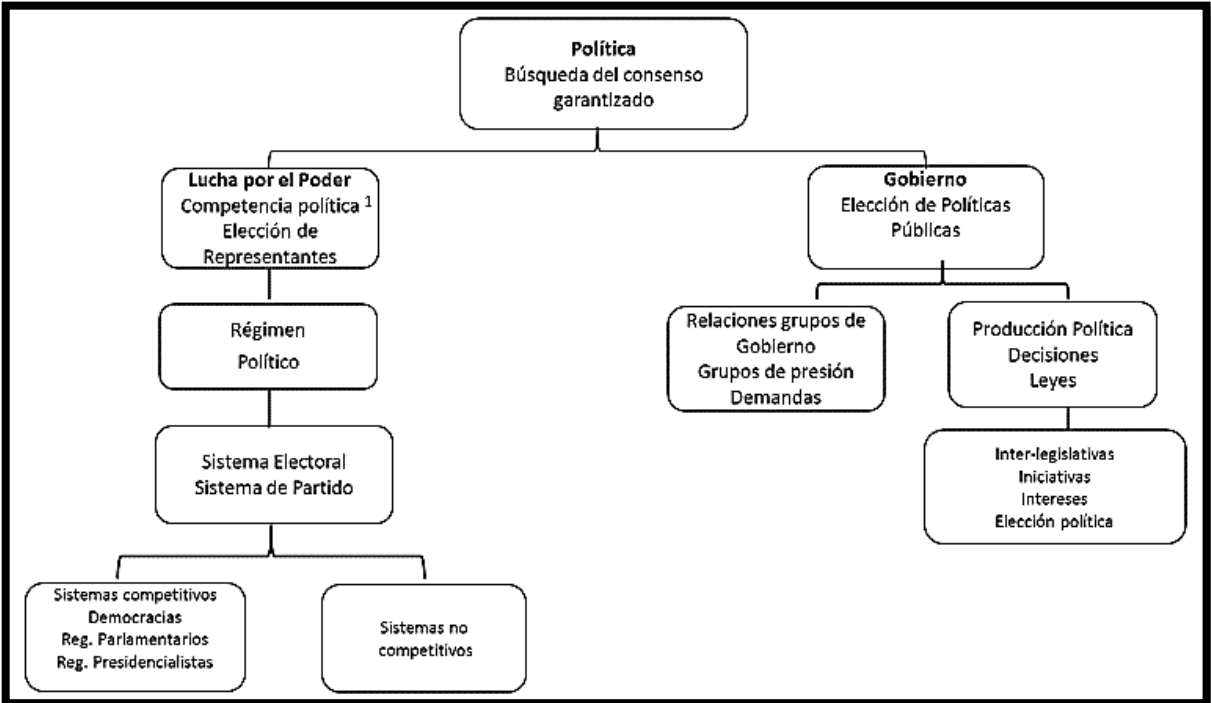 Política
Búsqueda del consenso
garantizado
Lucha por el Poder
Competencia política 1
Elección de
Representantes
Gobierno
Elección de Políticas
Públicas
Régimen
Político
Relaciones grupos de
Gobierno
Grupos de presión
Demandas
Producción Política
Decisiones
Leyes
Sistema Electoral
Sistema de Partido
Inter-legislativas
Iniciativas
Intereses
Elección política
Sistemas competitivos
Democracias
Reg. Parlamentarios
Reg. Presidencialistas
Sistemas no
competitivos